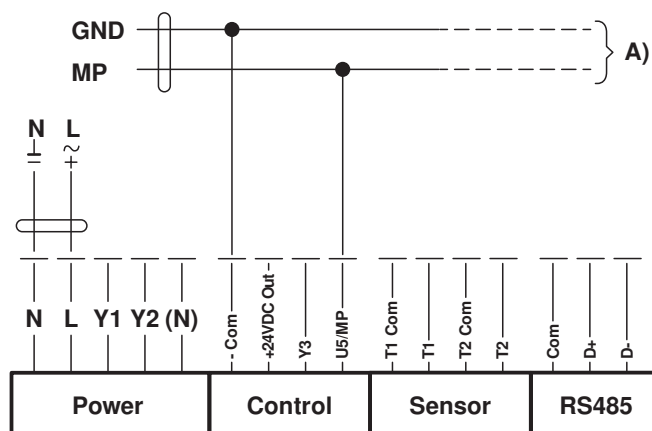 GND
MP
A)
N L
N L Y1 Y2 (N)
- Com
+24VDC Out
Y3
U5/MP
T1 Com
T1
T2 Com
T2
Com
D+
D-
Power Control Sensor RS485